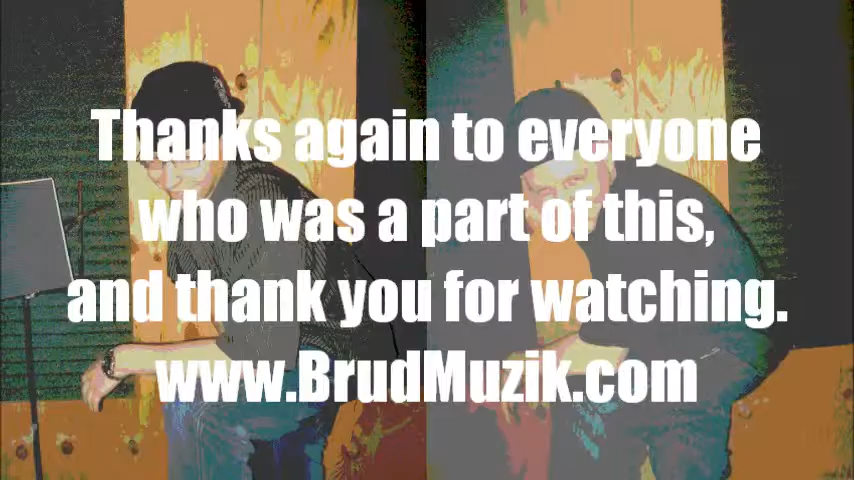 Thanks again to everyone
who was a part of this,
and thank you for watching.
www.BrudMuzik.com